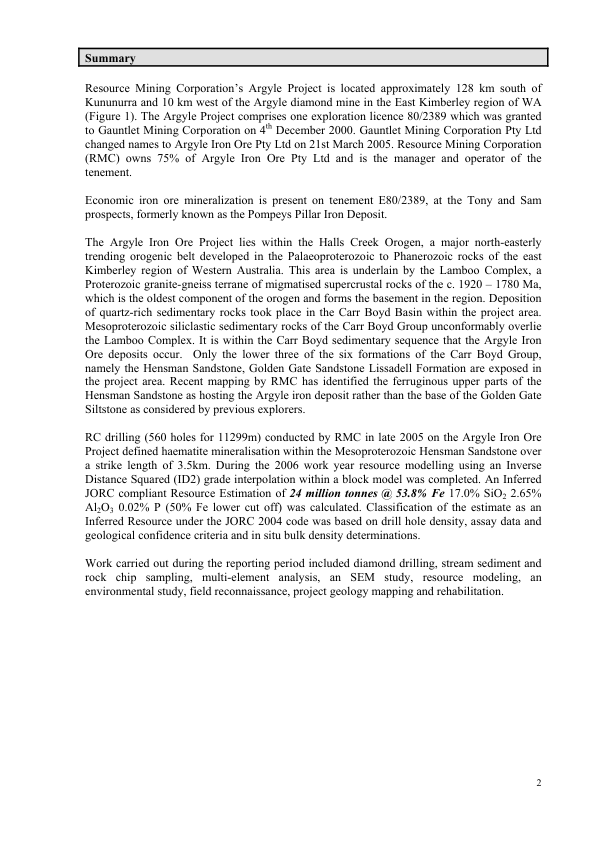 Summary
Resource Mining Corporation's Argyle Project is located approximately 128 km south of
Kununurra and 10 km west of the Argyle diamond mine in the East Kimberley region of WA
(Figure 1). The Argyle Project comprises one exploration licence 80/2389 which was granted
to Gauntlet Mining Corporation on 4th December 2000. Gauntlet Mining Corporation Pty Ltd
changed names to Argyle Iron Ore Pty Ltd on 21st March 2005. Resource Mining Corporation
(RMC) owns 75% of Argyle Iron Ore Pty Ltd and is the manager and operator of the
tenement.
Economic iron ore mineralization is present on tenement E80/2389, at the Tony and Sam
prospects, formerly known as the Pompeys Pillar Iron Deposit.
The Argyle Iron Ore Project lies within the Halls Creek Orogen, a major north-easterly
trending orogenic belt developed in the Palaeoproterozoic to Phanerozoic rocks of the east
Kimberley region of Western Australia. This area is underlain by the Lamboo Complex, a
Proterozoic granite-gneiss terrane of migmatised supercrustal rocks of the c. 1920 – 1780 Ma,
which is the oldest component of the orogen and forms the basement in the region. Deposition
of quartz-rich sedimentary rocks took place in the Carr Boyd Basin within the project area.
Mesoproterozoic siliclastic sedimentary rocks of the Carr Boyd Group unconformably overlie
the Lamboo Complex. It is within the Carr Boyd sedimentary sequence that the Argyle Iron
Ore deposits occur.  Only the lower three of the six formations of the Carr Boyd Group,
namely the Hensman Sandstone, Golden Gate Sandstone Lissadell Formation are exposed in
the project area. Recent mapping by RMC has identified the ferruginous upper parts of the
Hensman Sandstone as hosting the Argyle iron deposit rather than the base of the Golden Gate
Siltstone as considered by previous explorers.
RC drilling (560 holes for 11299m) conducted by RMC in late 2005 on the Argyle Iron Ore
Project defined haematite mineralisation within the Mesoproterozoic Hensman Sandstone over
a strike length of 3.5km. During the 2006 work year resource modelling using an Inverse
Distance Squared (ID2) grade interpolation within a block model was completed. An Inferred
JORC compliant Resource Estimation of 24 million tonnes @ 53.8% Fe 17.0% SiO2 2.65%
Al2O3 0.02% P (50% Fe lower cut off) was calculated. Classification of the estimate as an
Inferred Resource under the JORC 2004 code was based on drill hole density, assay data and
geological confidence criteria and in situ bulk density determinations.
Work carried out during the reporting period included diamond drilling, stream sediment and
rock chip sampling, multi-element analysis, an SEM study, resource modeling, an
environmental study, field reconnaissance, project geology mapping and rehabilitation.
2